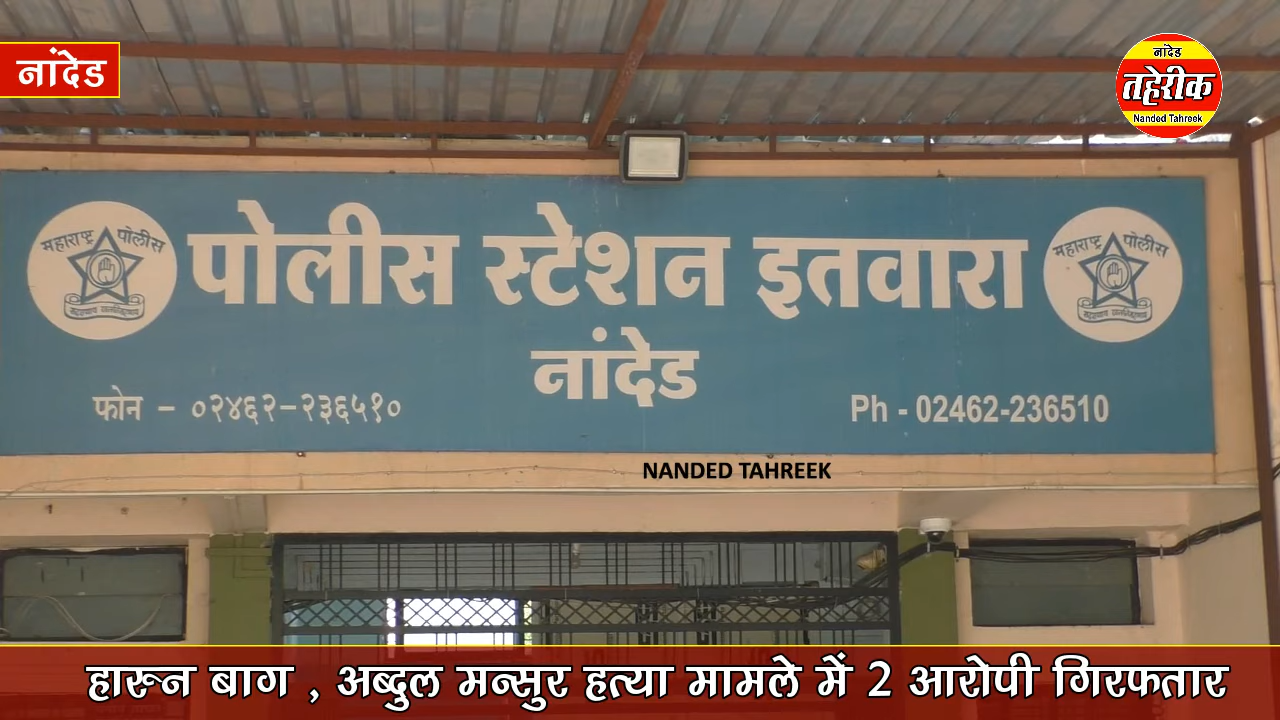 नांदेड
नांदेड
तहेरीक
Nanded Tahreek
महाराष्ट्र पोलीस
पोलीस स्टेशन इतवारा
महाराष्ट्र पोलीस
नांदेड
फोन - ०२४६२-२३६५१०
Ph - 02462-236510
NANDED TAHREEK
हारून बाग , अब्दुल मन्सुर हत्या मामले में 2 आरोपी गिरफतार